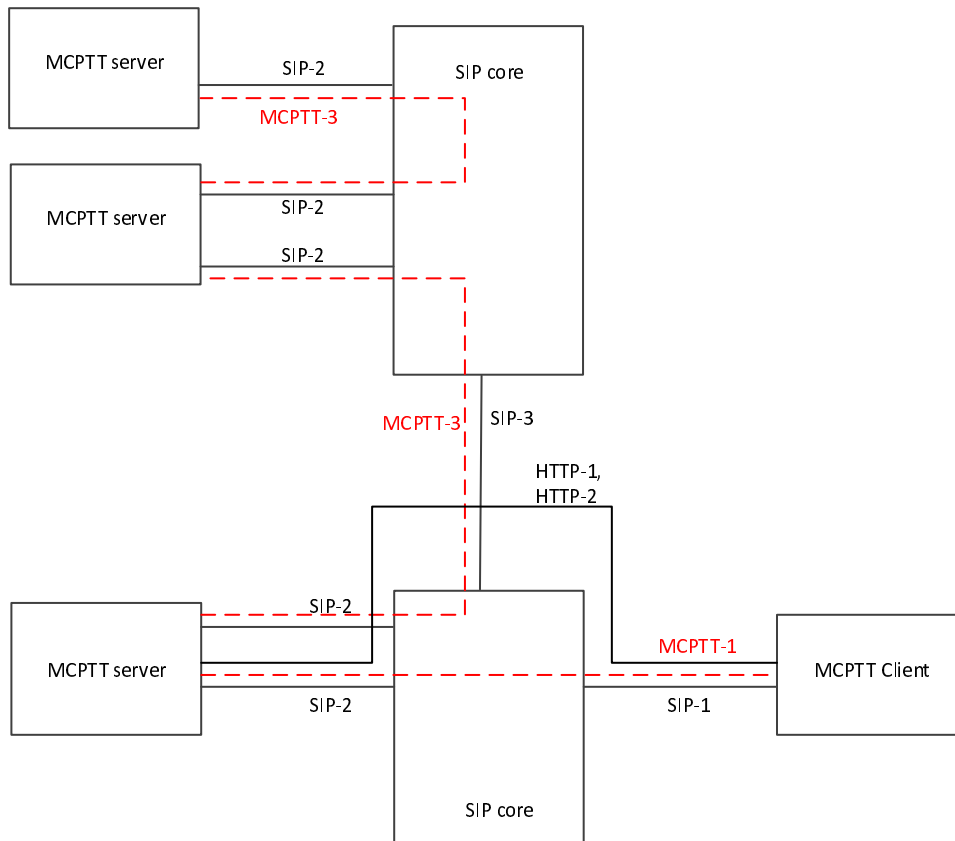 MCPTT server
SIP-2
SIP core
MCPTT-3
MCPTT server
SIP-2
SIP-2
MCPTT-3
SIP-3
HTTP-1,
HTTP-2
SIP-2
MCPTT-1
MCPTT server
MCPTT Client
SIP-2
SIP-1
SIP core